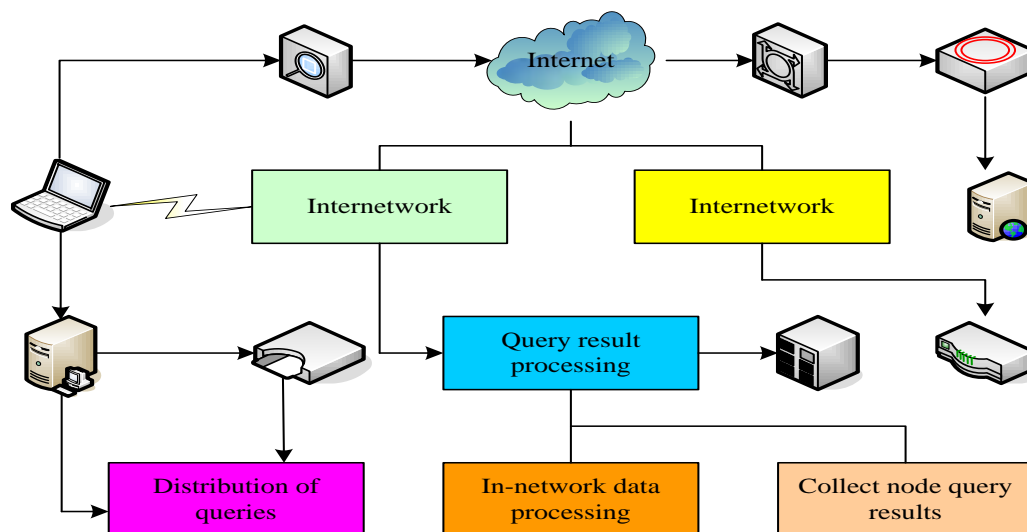 Internet
Internetwork
Internetwork
Query result
processing
Distribution of
queries
In-network data
processing
Collect node query
results